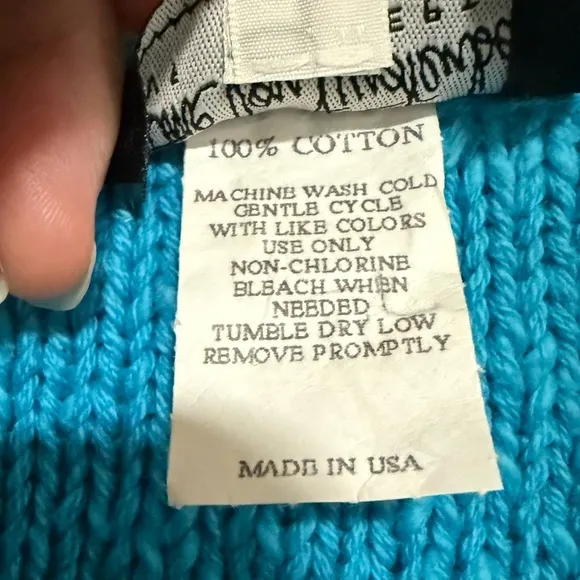 100% COTTON
MACHINE WASH COLD
GENTLE CYCLE
WITH LIKE COLORS
USE ONLY
NON-CHLORINE
BLEACH WHEN
NEEDED
TUMBLE DRY LOW
REMOVE PROMPTLY
MADE IN USA